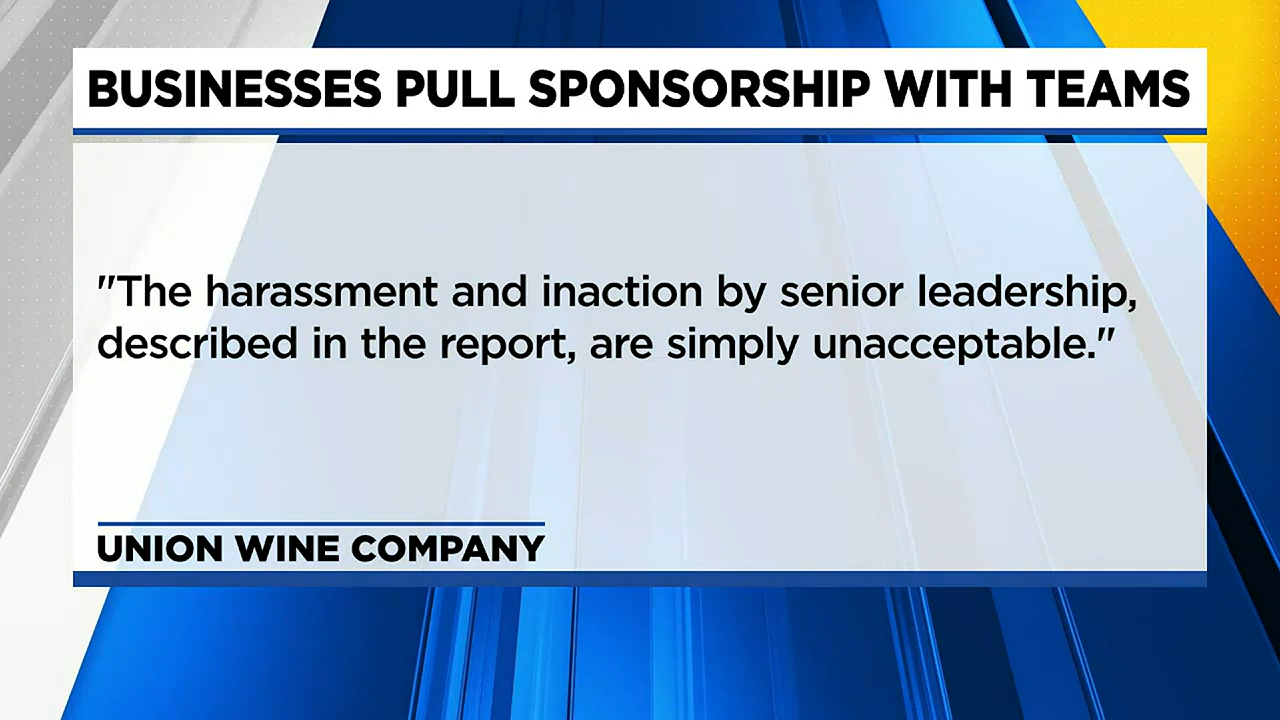 BUSINESSES PULL SPONSORSHIP WITH TEAMS
"The harassment and inaction by senior leadership,
described in the report, are simply unacceptable."
UNION WINE COMPANY